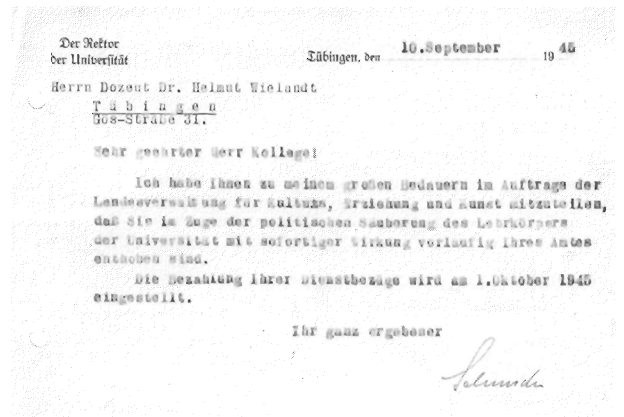 Der Rektor
der Universität
Tübingen, den 10.September 1945
Herrn Dozent Dr. Helmut Wielandt
Tübingen
Gös-Straße 31.
Sehr geehrter Herr Kollege!
Ich habe Ihnen zu meinem großen Bedauern im Auftrage der
Landesverwaltung für Kultus, Erziehung und Kunst mitzuteilen,
daß Sie im Zuge der politischen Säuberung des Lehrkörpers
der Universität mit sofortiger Wirkung vorläufig Ihres Amtes
enthoben sind.
Die Bezahlung Ihrer Dienstbezüge wird am 1.Oktober 1945
eingestellt.
Ihr ganz ergebener